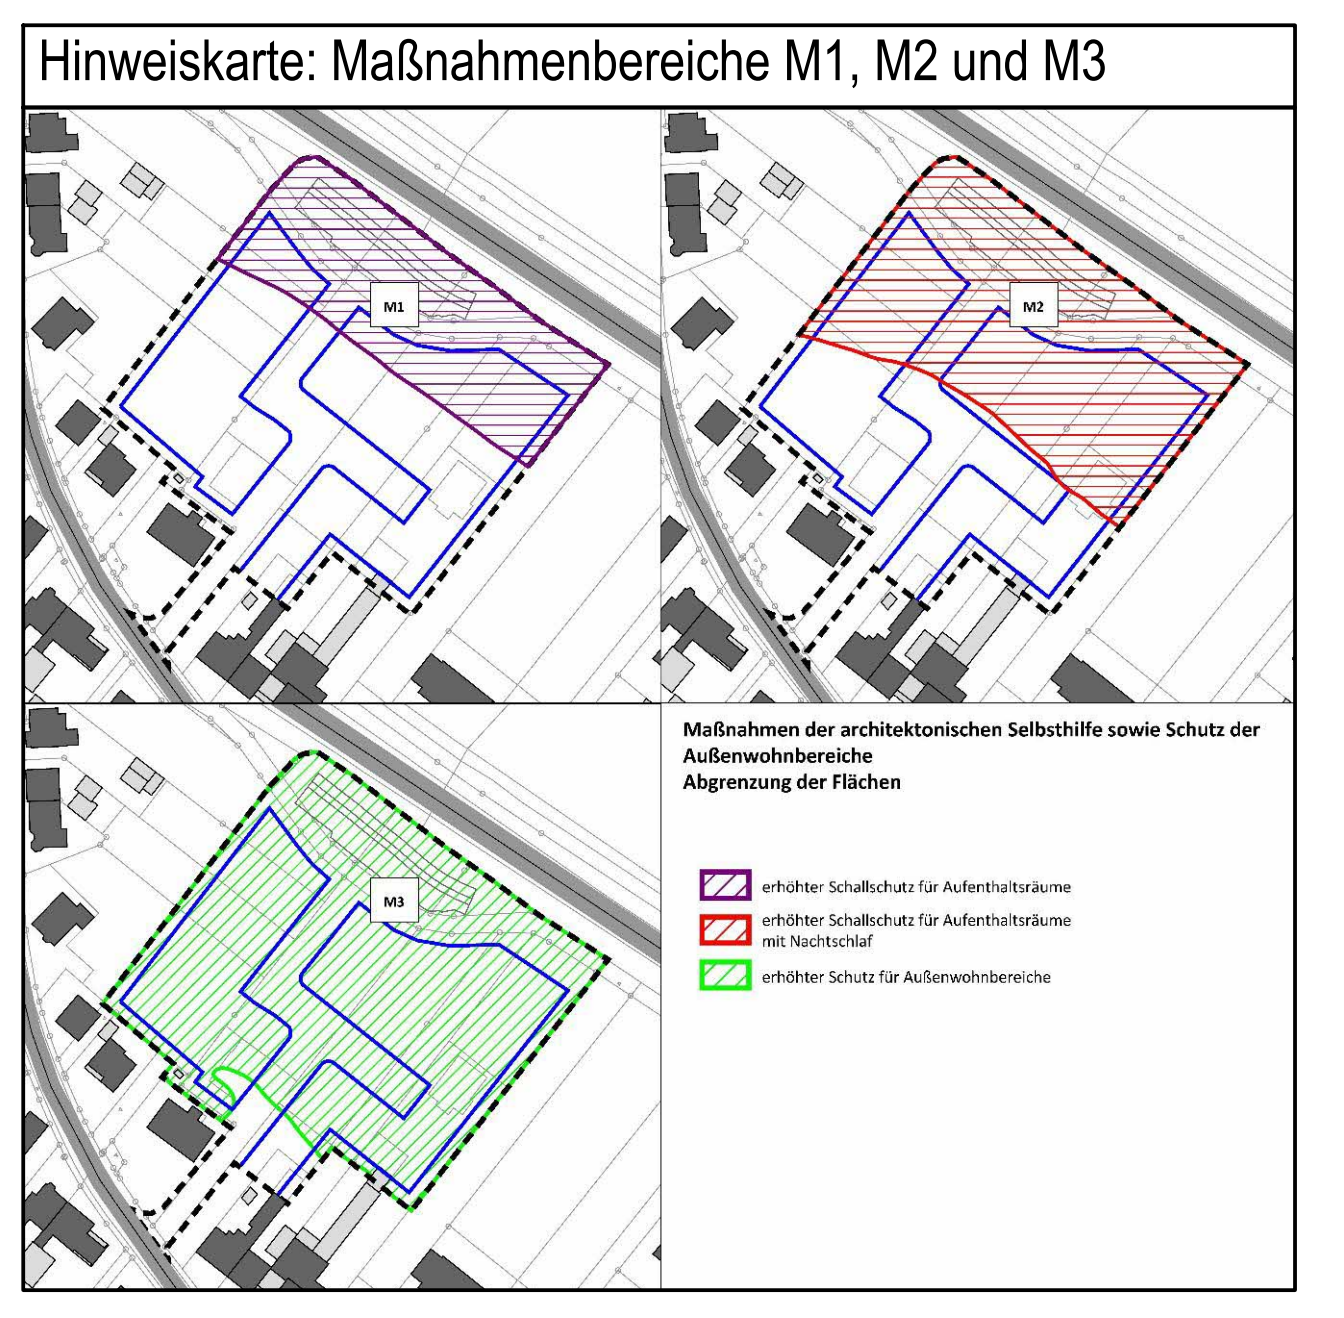 Hinweiskarte: Maßnahmenbereiche M1, M2 und M3
M1
M2
M3
Maßnahmen der architektonischen Selbsthilfe sowie Schutz der
Außenwohnbereiche
Abgrenzung der Flächen
erhöhter Schallschutz für Aufenthaltsräume
erhöhter Schallschutz für Aufenthaltsräume
mit Nachtschlaf
erhöhter Schutz für Außenwohnbereiche